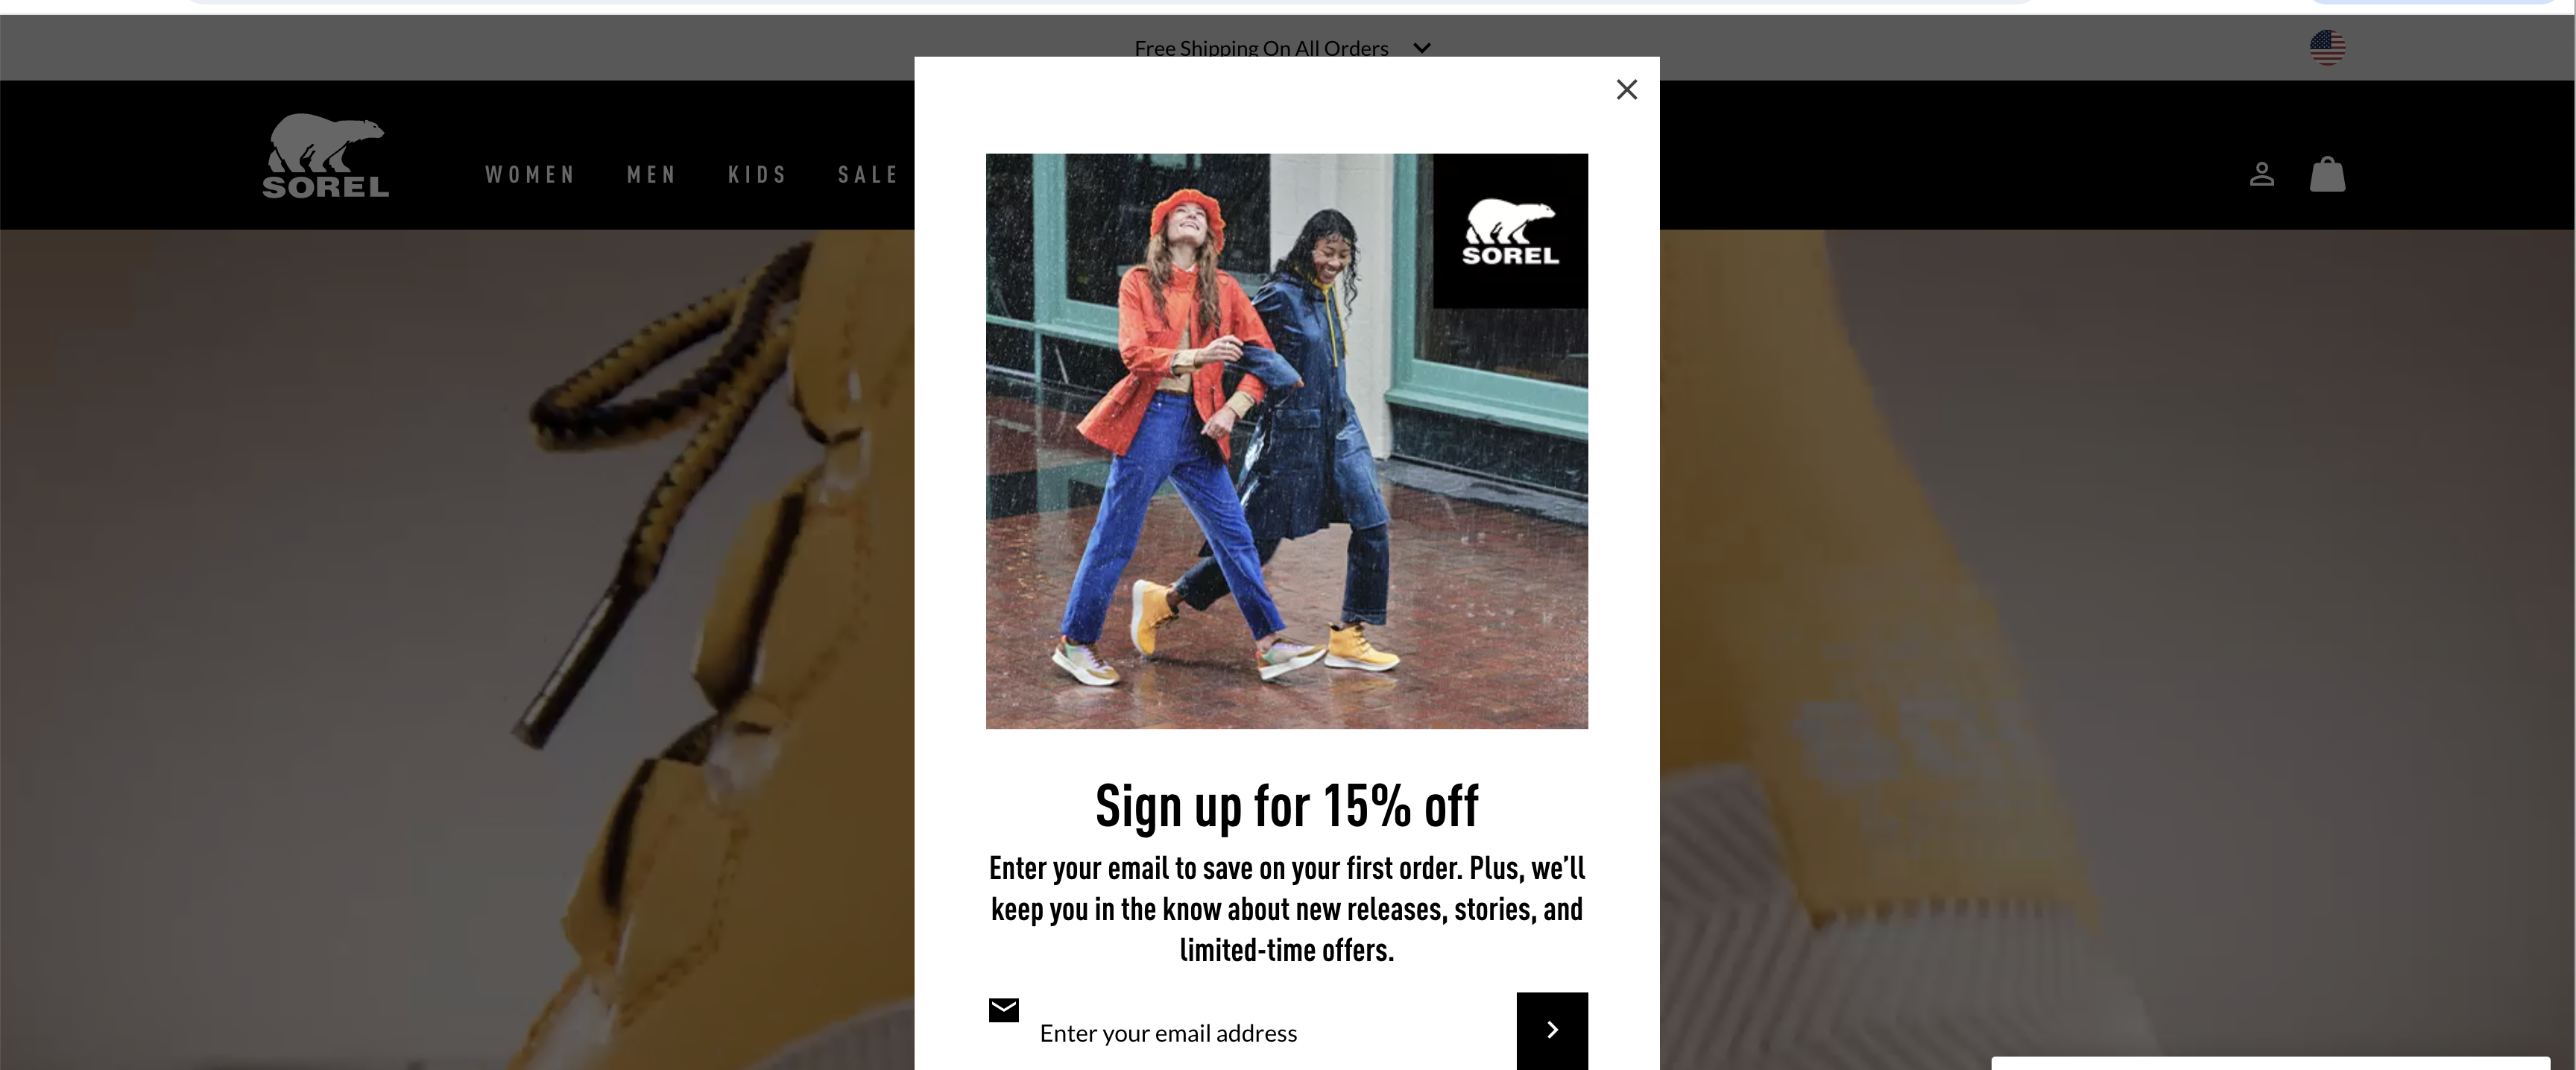 Free Shipping On All Orders
SOREL
WOMEN MEN KIDS SALE
SOREL
Sign up for 15% off
Enter your email to save on your first order. Plus, we’ll
keep you in the know about new releases, stories, and
limited-time offers.
Enter your email address